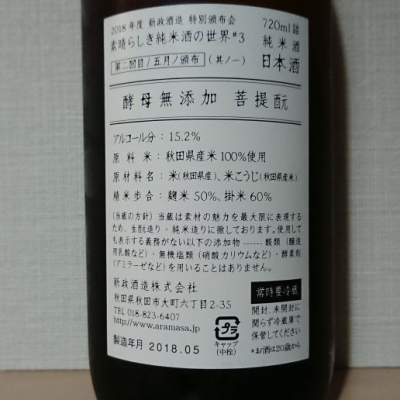 2018年度 新政酒造 特別頒布会
素晴らしき純米酒の世界#3
第二回目/五月/頒布 (其ノ一)
720ml詰
純米酒
日本酒
酵母無添加 菩提酛
アルコール分：15.2%
原料米：秋田県産米100%使用
原材料名：米(秋田県産)、米こうじ(秋田県産米)
精米歩合：麹米50%、掛米60%
(当蔵の方針) 当蔵は素材の魅力を最大限に表現する
ため、生酛造り・純米造りに徹しております。使用して
も表示する義務がない以下の添加物------酸類(醸造
用乳酸など)・無機塩類(硝酸カリウムなど)・酵素剤
(アミラーゼなど)を用いることはありません。
新政酒造株式会社
秋田県秋田市大町六丁目2-35
TEL 018-823-6407
http://www.aramasa.jp
製造年月 2018.05
プラ
キャップ
(中栓)
常時要冷蔵
開封、未開封に
関らず冷蔵庫で
保管してください
*お酒は20歳から